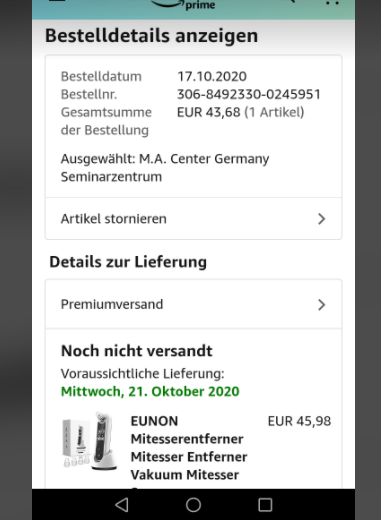 prime
Bestelldetails anzeigen
Bestelldatum 17.10.2020
Bestellnr. 306-8492330-0245951
Gesamtsumme der Bestellung EUR 43,68 (1 Artikel)
Ausgewählt: M.A. Center Germany
Seminarzentrum
Artikel stornieren
Details zur Lieferung
Premiumversand
Noch nicht versandt
Voraussichtliche Lieferung:
Mittwoch, 21. Oktober 2020
EUNON EUR 45,98
Mitesserentferner
Mitesser Entferner
Vakuum Mitesser